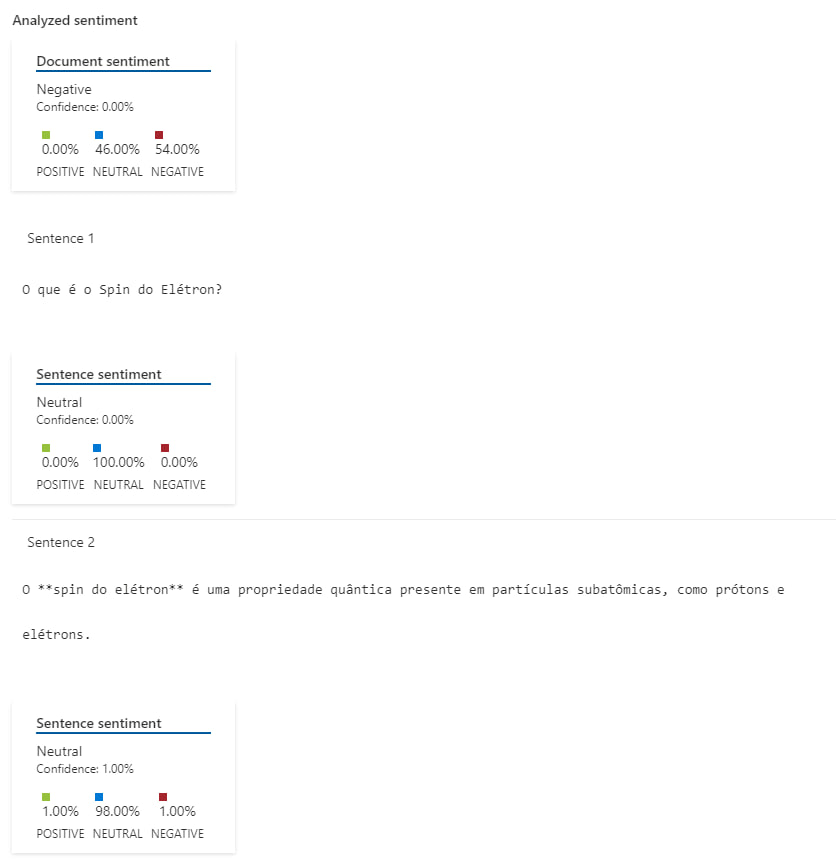 Analyzed sentiment
Document sentiment
Negative
Confidence: 0.00%
0.00% 46.00% 54.00%
POSITIVE NEUTRAL NEGATIVE
Sentence 1
O que é o Spin do Elétron?
Sentence sentiment
Neutral
Confidence: 0.00%
0.00% 100.00% 0.00%
POSITIVE NEUTRAL NEGATIVE
Sentence 2
O **spin do elétron** é uma propriedade quântica presente em partículas subatômicas, como prótons e
elétrons.
Sentence sentiment
Neutral
Confidence: 1.00%
1.00% 98.00% 1.00%
POSITIVE NEUTRAL NEGATIVE